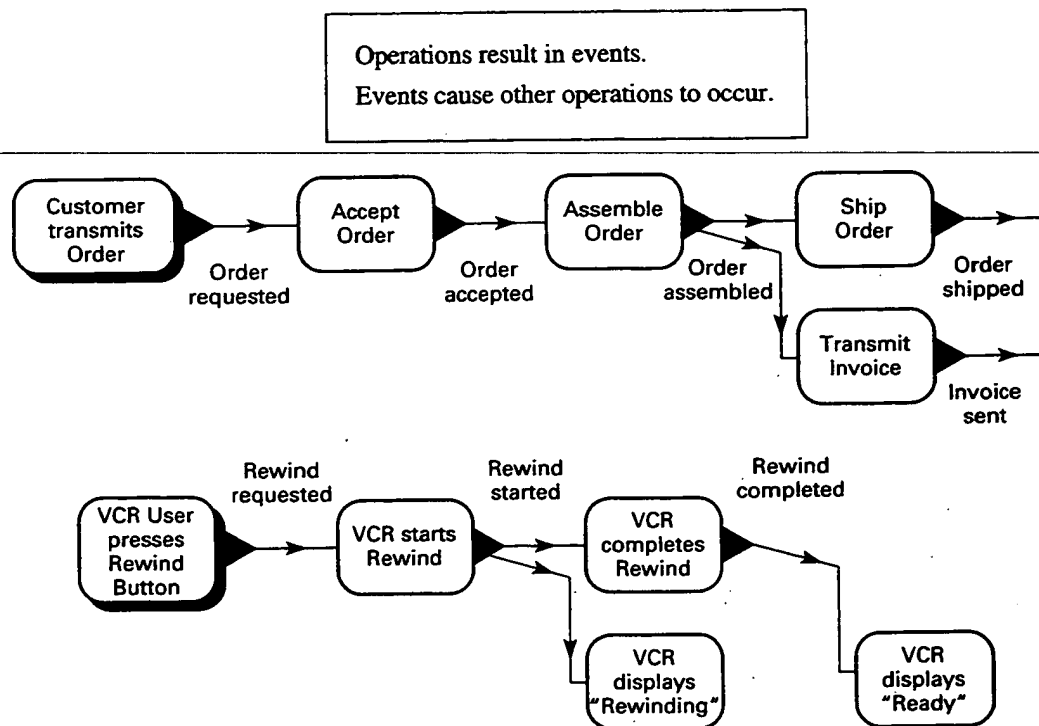 Operations result in events.
Events cause other operations to occur.
Customer
transmits
Order
Order
requested
Accept
Order
Order
accepted
Assemble
Order
Order
assembled
Ship
Order
Order
shipped
Transmit
Invoice
Invoice
sent
VCR User
presses
Rewind
Button
Rewind
requested
VCR starts
Rewind
Rewind
started
VCR
completes
Rewind
Rewind
completed
VCR
displays
"Rewinding"
VCR
displays
"Ready"